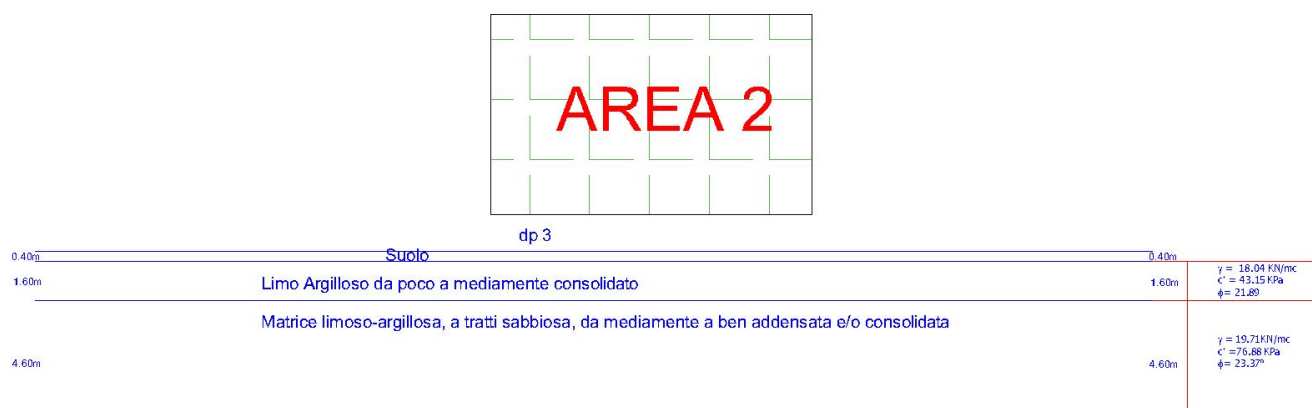 AREA 2
dp 3
0.40m
Suolo
0.40m
1.60m
Limo Argilloso da poco a mediamente consolidato
1.60m
γ = 18.04 KN/mc
c' = 43.15 KPa
ϕ = 21.89
Matrice limoso-argillosa, a tratti sabbiosa, da mediamente a ben addensata e/o consolidata
4.60m
4.60m
γ = 19.71KN/mc
c' =76.88 KPa
ϕ= 23.37°